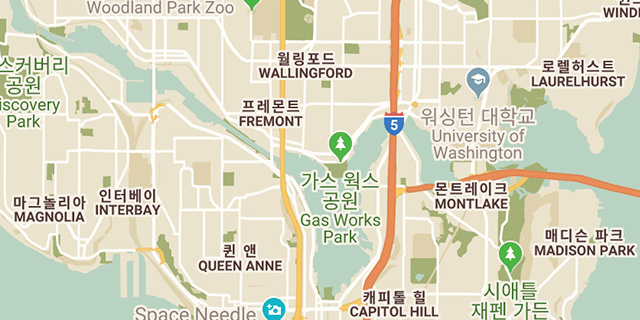 Woodland Park Zoo
월링포드
WALLINGFORD
스커버리
공원
iscovery
Park
로렐허스트
LAURELHURST
WIND
프레몬트
FREMONT
5
워싱턴 대학교
University of
Washington
가스 웍스
공원
Gas Works
Park
인터베이
INTERBAY
마그놀리아
MAGNOLIA
몬트레이크
MONTLAKE
매디슨 파크
MADISON PARK
퀸 앤
QUEEN ANNE
캐피톨 힐
CAPITOL HILL
시애틀
재펜 가든
Space Needle